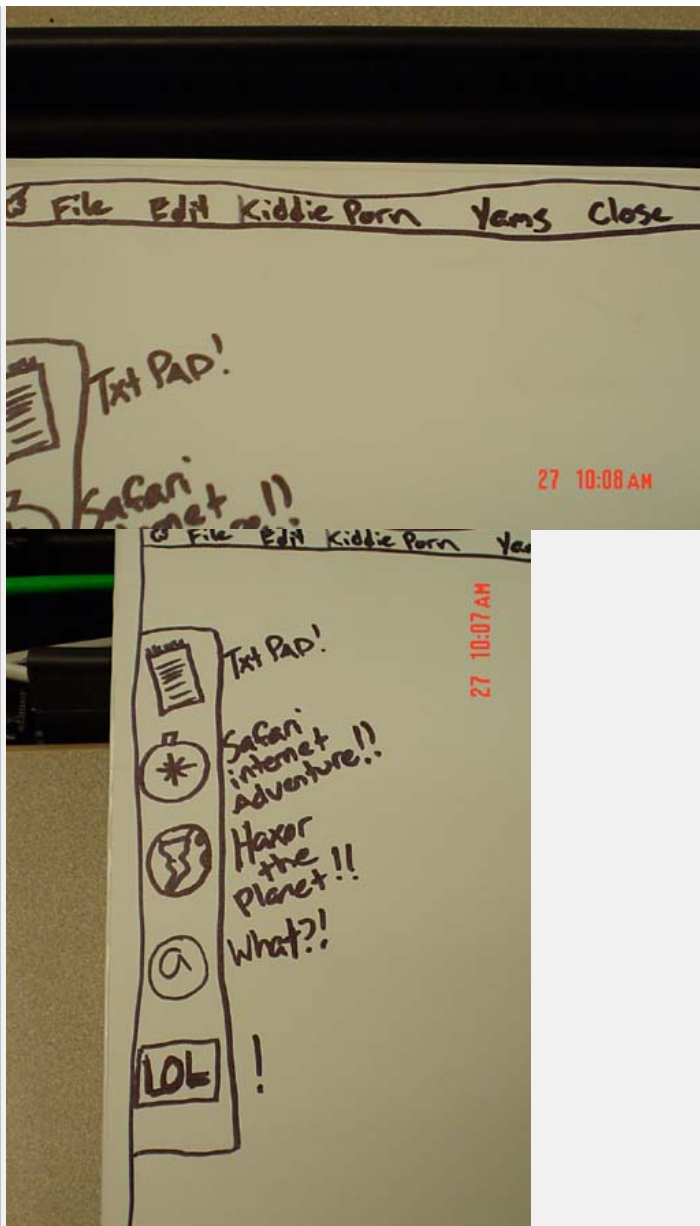 File Edit Kiddie Porn Yams Close
Txt PAD!
Safari
27 10:08 AM
File Edit Kiddie Porn
27 10:07 AM
Txt PAD!
Safari
internet
Adventure!!
Haxor
the
Planet!!
@
What?!
LOL !